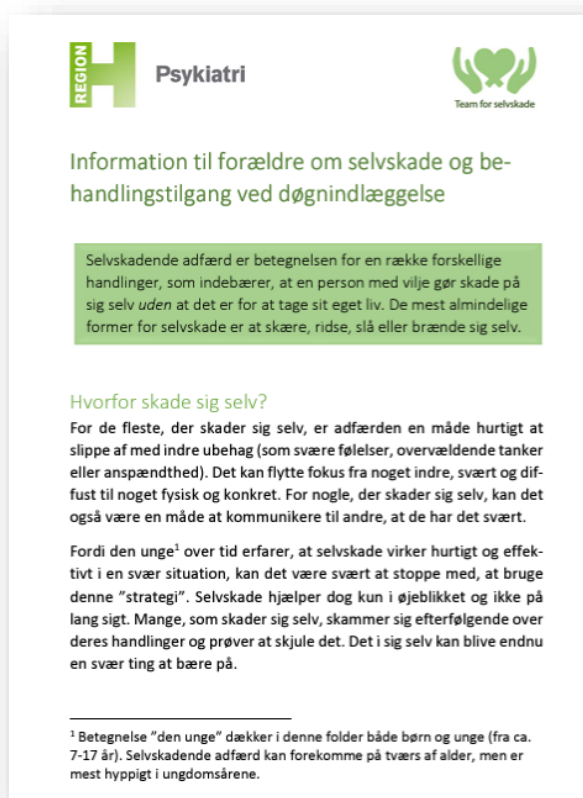 REGION
H
Psykiatri
Team for selvskade
Information til forældre om selvskade og be-
handlingstilgang ved døgnindlæggelse
Selvskadende adfærd er betegnelsen for en række forskellige
handlinger, som indebærer, at en person med vilje gør skade på
sig selv uden at det er for at tage sit eget liv. De mest almindelige
former for selvskade er at skære, ridse, slå eller brænde sig selv.
Hvorfor skade sig selv?
For de fleste, der skader sig selv, er adfærden en måde hurtigt at
slippe af med indre ubehag (som svære følelser, overvældende tanker
eller anspændthed). Det kan flytte fokus fra noget indre, svært og dif-
fust til noget fysisk og konkret. For nogle, der skader sig selv, kan det
også være en måde at kommunikere til andre, at de har det svært.
Fordi den unge¹ over tid erfarer, at selvskade virker hurtigt og effek-
tivt i en svær situation, kan det være svært at stoppe med, at bruge
denne ”strategi”. Selvskade hjælper dog kun i øjeblikket og ikke på
lang sigt. Mange, som skader sig selv, skammer sig efterfølgende over
deres handlinger og prøver at skjule det. Det i sig selv kan blive endnu
en svær ting at bære på.
¹ Betegnelse ”den unge” dækker i denne folder både børn og unge (fra ca.
7-17 år). Selvskadende adfærd kan forekomme på tværs af alder, men er
mest hyppigt i ungdomsårene.